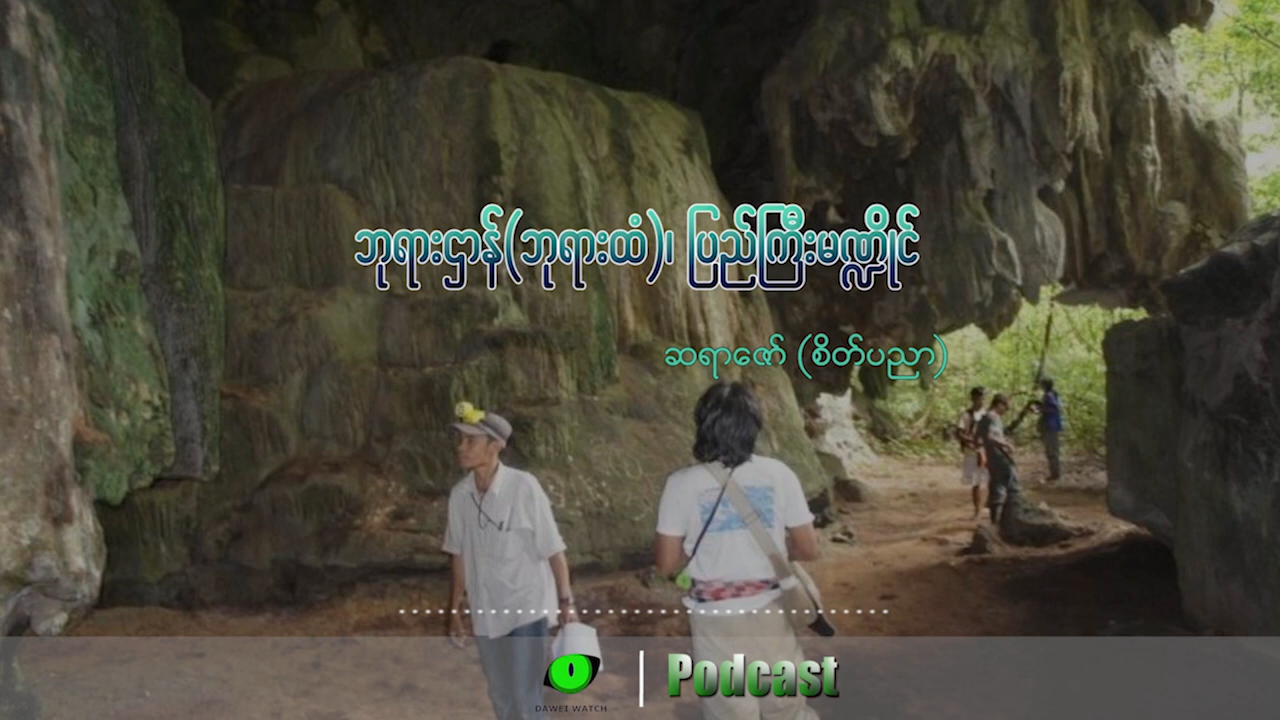 ဘုရားဌာန်(ဘုရားထံ)၊ ပြည်ကြီးမဏ္ဍိုင်
ဆရာဇော် (စိတ်ပညာ)
DAWEI WATCH
Podcast